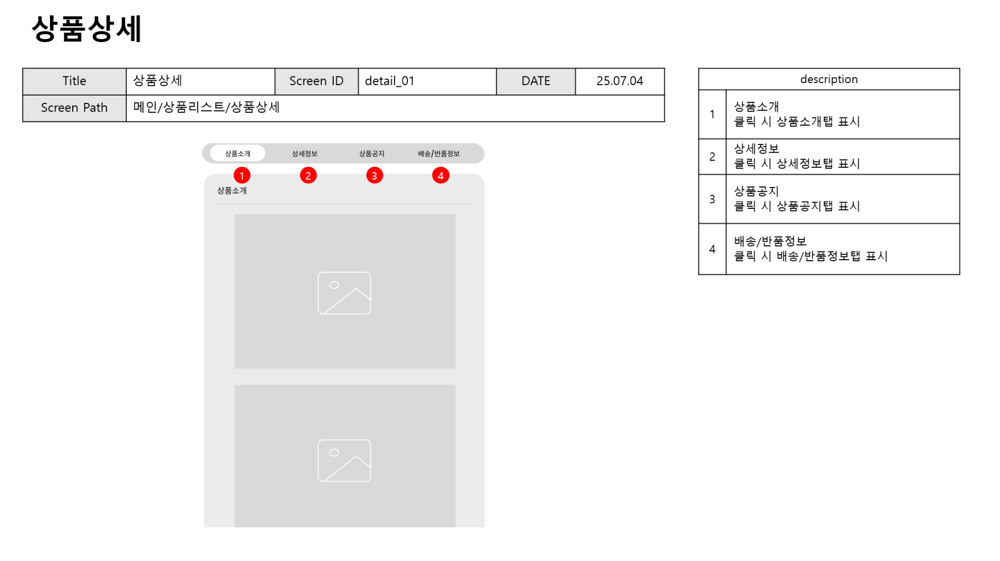 상품상세
Title 상품상세 Screen ID detail_01 DATE 25.07.04
Screen Path 메인/상품리스트/상품상세
상품소개 상세정보 상품공지 배송/반품정보
1 2 3 4
상품소개
description
1
상품소개
클릭 시 상품소개탭 표시
2
상세정보
클릭 시 상세정보탭 표시
3
상품공지
클릭 시 상품공지탭 표시
4
배송/반품정보
클릭 시 배송/반품정보탭 표시